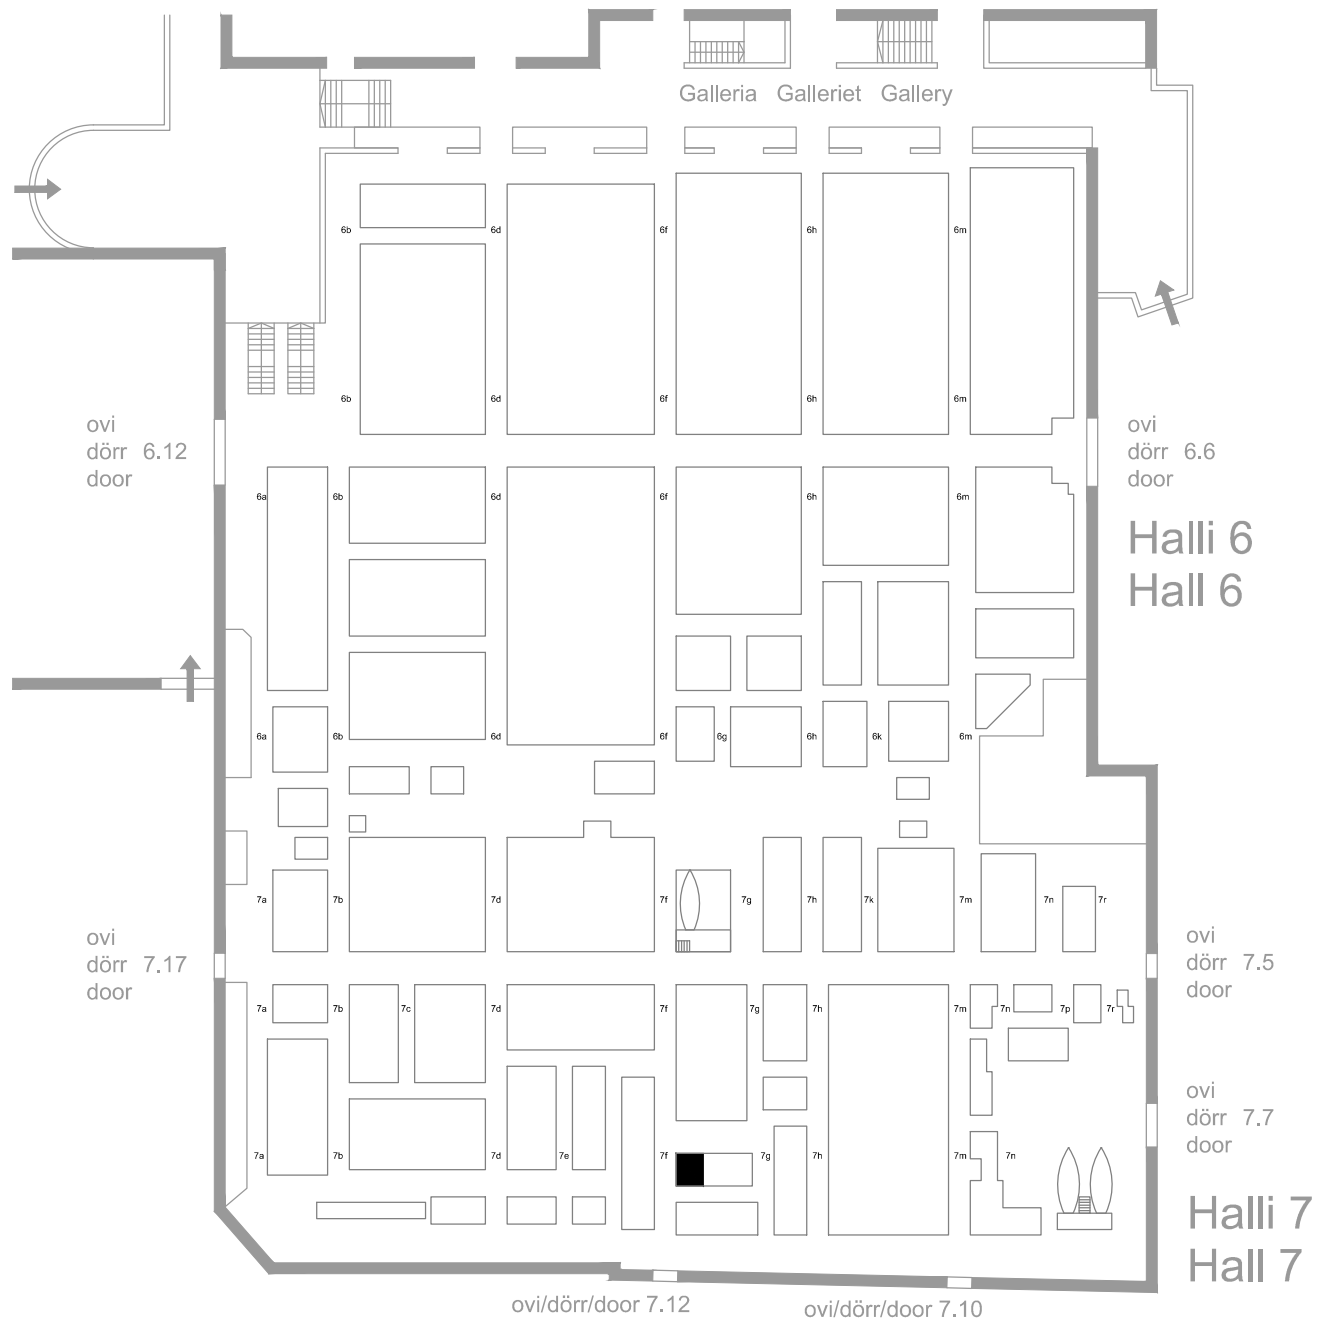 Galleria Galleriet Gallery
6b 6d 6f 6h 6m
6b 6d 6f 6h 6m
ovi
dörr 6.12
door
ovi
dörr 6.6
door
6a 6b 6d 6f 6h 6m
Halli 6
Hall 6
6a 6b 6d 6f 6g 6h 6k 6m
7a 7b 7d 7f 7g 7h 7k 7m 7n 7r
ovi
dörr 7.17
door
ovi
dörr 7.5
door
7a 7b 7c 7d 7f 7g 7h 7m 7n 7p 7r
ovi
dörr 7.7
door
7a 7b 7d 7e 7f 7g 7h 7m 7n
Halli 7
Hall 7
ovi/dörr/door 7.12
ovi/dörr/door 7.10